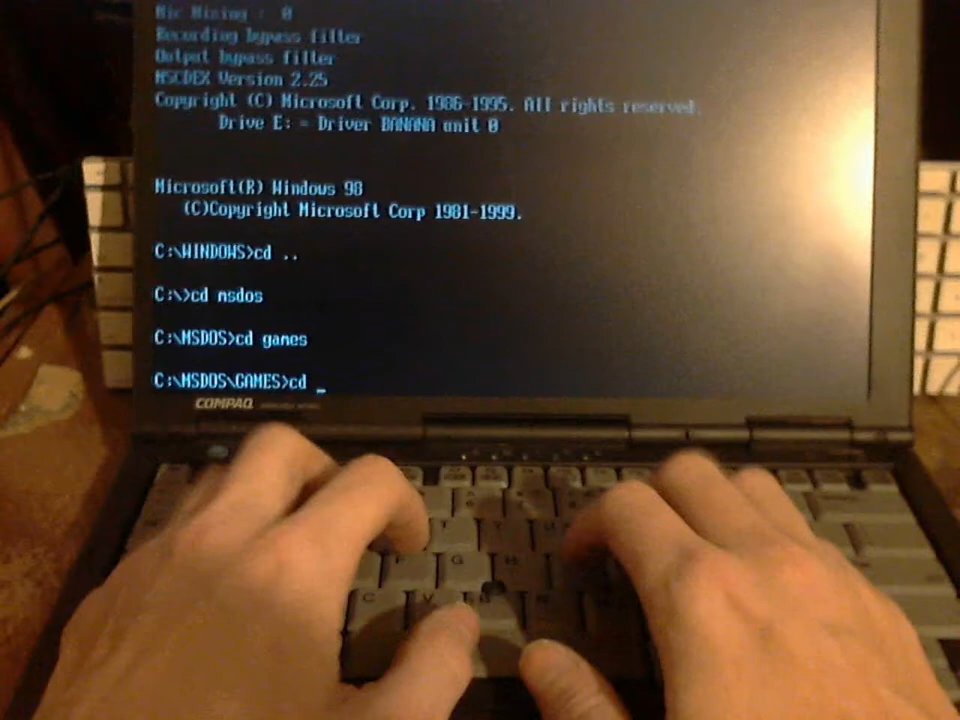 Mic Mixing : 0
Recording bypass filter
Output bypass filter
MSCDEX Version 2.25
Copyright (C) Microsoft Corp. 1986-1995. All rights reserved.
Drive E: = Driver BANANA unit 0
Microsoft(R) Windows 98
(C)Copyright Microsoft Corp 1981-1999.
C:\WINDOWS>cd ..
C:\>cd msdos
C:\MSDOS>cd games
C:\MSDOS\GAMES>cd _
COMPAQ
G H
C V B N